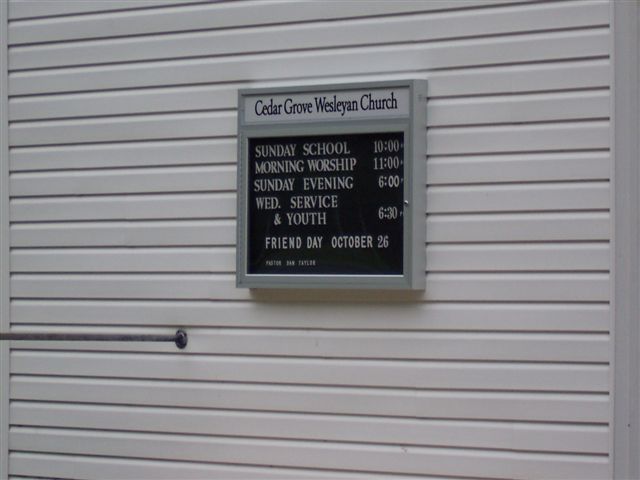 Cedar Grove Wesleyan Church
SUNDAY SCHOOL 10:00
MORNING WORSHIP 11:00
SUNDAY EVENING 6:00
WED. SERVICE
& YOUTH 6:30
FRIEND DAY OCTOBER 26
PASTOR DAN TAYLOR